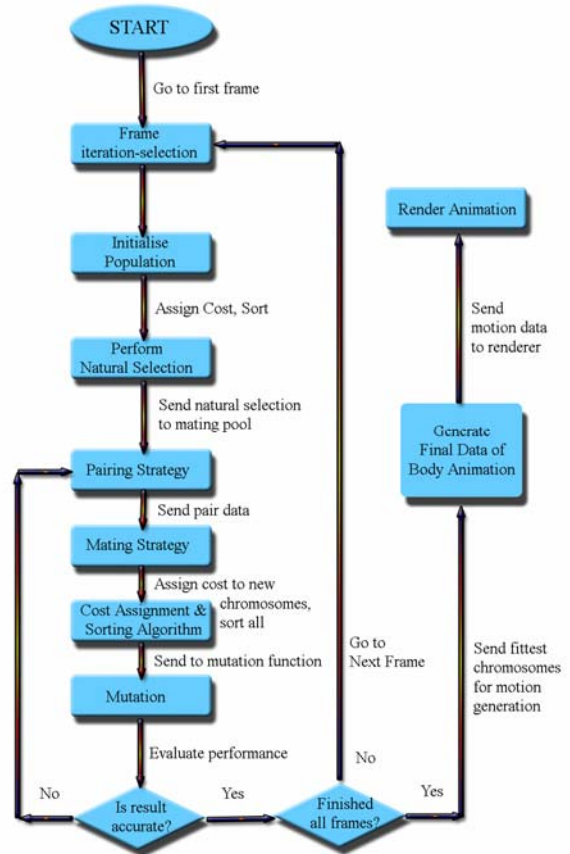 START
Go to first frame
Frame
iteration-selection
Initialise
Population
Assign Cost, Sort
Perform
Natural Selection
Send natural selection
to mating pool
Pairing Strategy
Send pair data
Mating Strategy
Assign cost to new
chromosomes,
sort all
Cost Assignment &
Sorting Algorithm
Send to mutation function
Mutation
Evaluate performance
No
Is result
accurate?
Yes
Finished
all frames?
No
Go to
Next Frame
Yes
Send fittest
chromosomes
for motion
generation
Generate
Final Data of
Body Animation
Send
motion data
to renderer
Render Animation